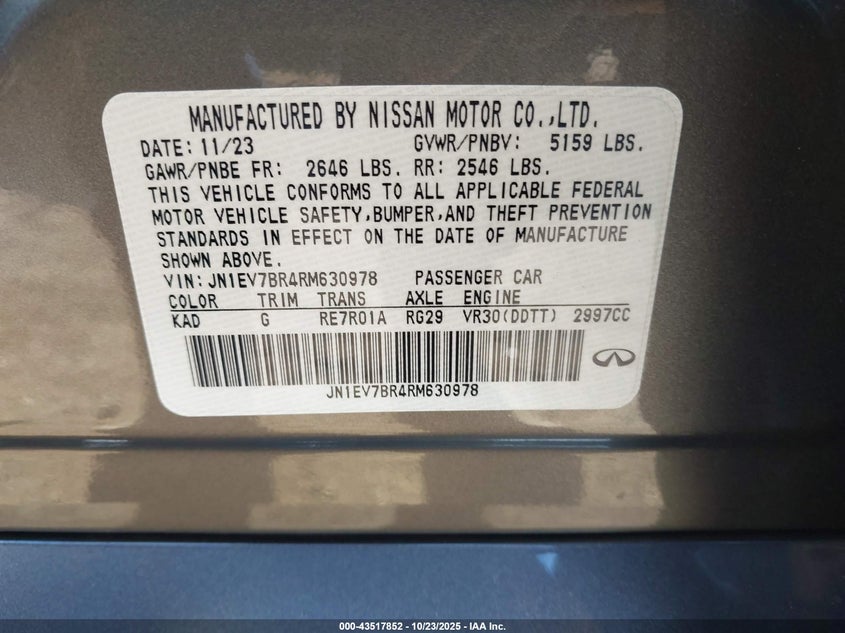 MANUFACTURED BY NISSAN MOTOR CO.,LTD.
DATE: 11/23 GVWR/PNBV: 5159 LBS.
GAWR/PNBE FR: 2646 LBS. RR: 2546 LBS.
THIS VEHICLE CONFORMS TO ALL APPLICABLE FEDERAL
MOTOR VEHICLE SAFETY,BUMPER,AND THEFT PREVENTION
STANDARDS IN EFFECT ON THE DATE OF MANUFACTURE
SHOWN ABOVE.
VIN: JN1EV7BR4RM630978 PASSENGER CAR
COLOR TRIM TRANS AXLE ENGINE
KAD G RE7R01A RG29 VR30(DDTT) 2997CC
JN1EV7BR4RM630978
000-43517852 | 10/23/2025 - IAA Inc.